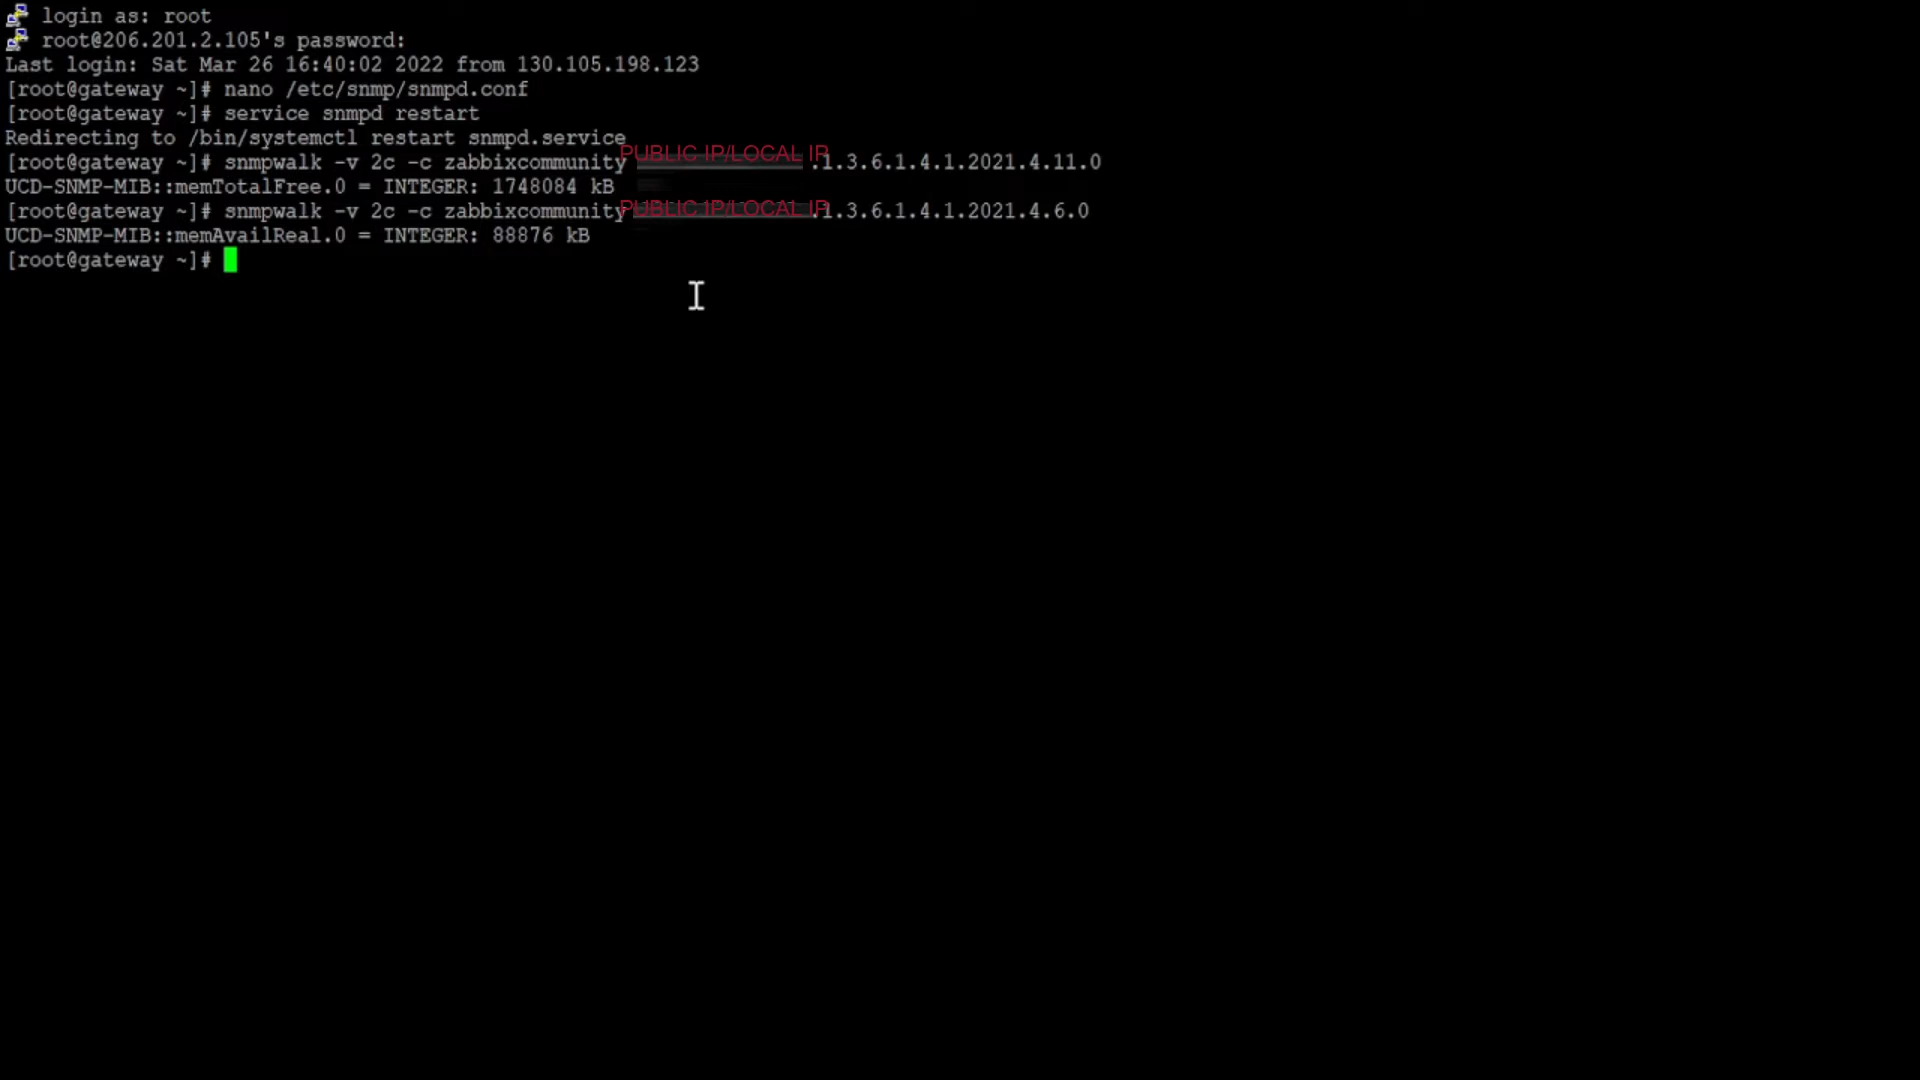 login as: root
root@206.201.2.105's password:
Last login: Sat Mar 26 16:40:02 2022 from 130.105.198.123
[root@gateway ~]# nano /etc/snmp/snmpd.conf
[root@gateway ~]# service snmpd restart
Redirecting to /bin/systemctl restart snmpd.service
[root@gateway ~]# snmpwalk -v 2c -c zabbixcommunity PUBLIC IP/LOCAL IP .1.3.6.1.4.1.2021.4.11.0
UCD-SNMP-MIB::memTotalFree.0 = INTEGER: 1748084 kB
[root@gateway ~]# snmpwalk -v 2c -c zabbixcommunity PUBLIC IP/LOCAL IP .1.3.6.1.4.1.2021.4.6.0
UCD-SNMP-MIB::memAvailReal.0 = INTEGER: 88876 kB
[root@gateway ~]#